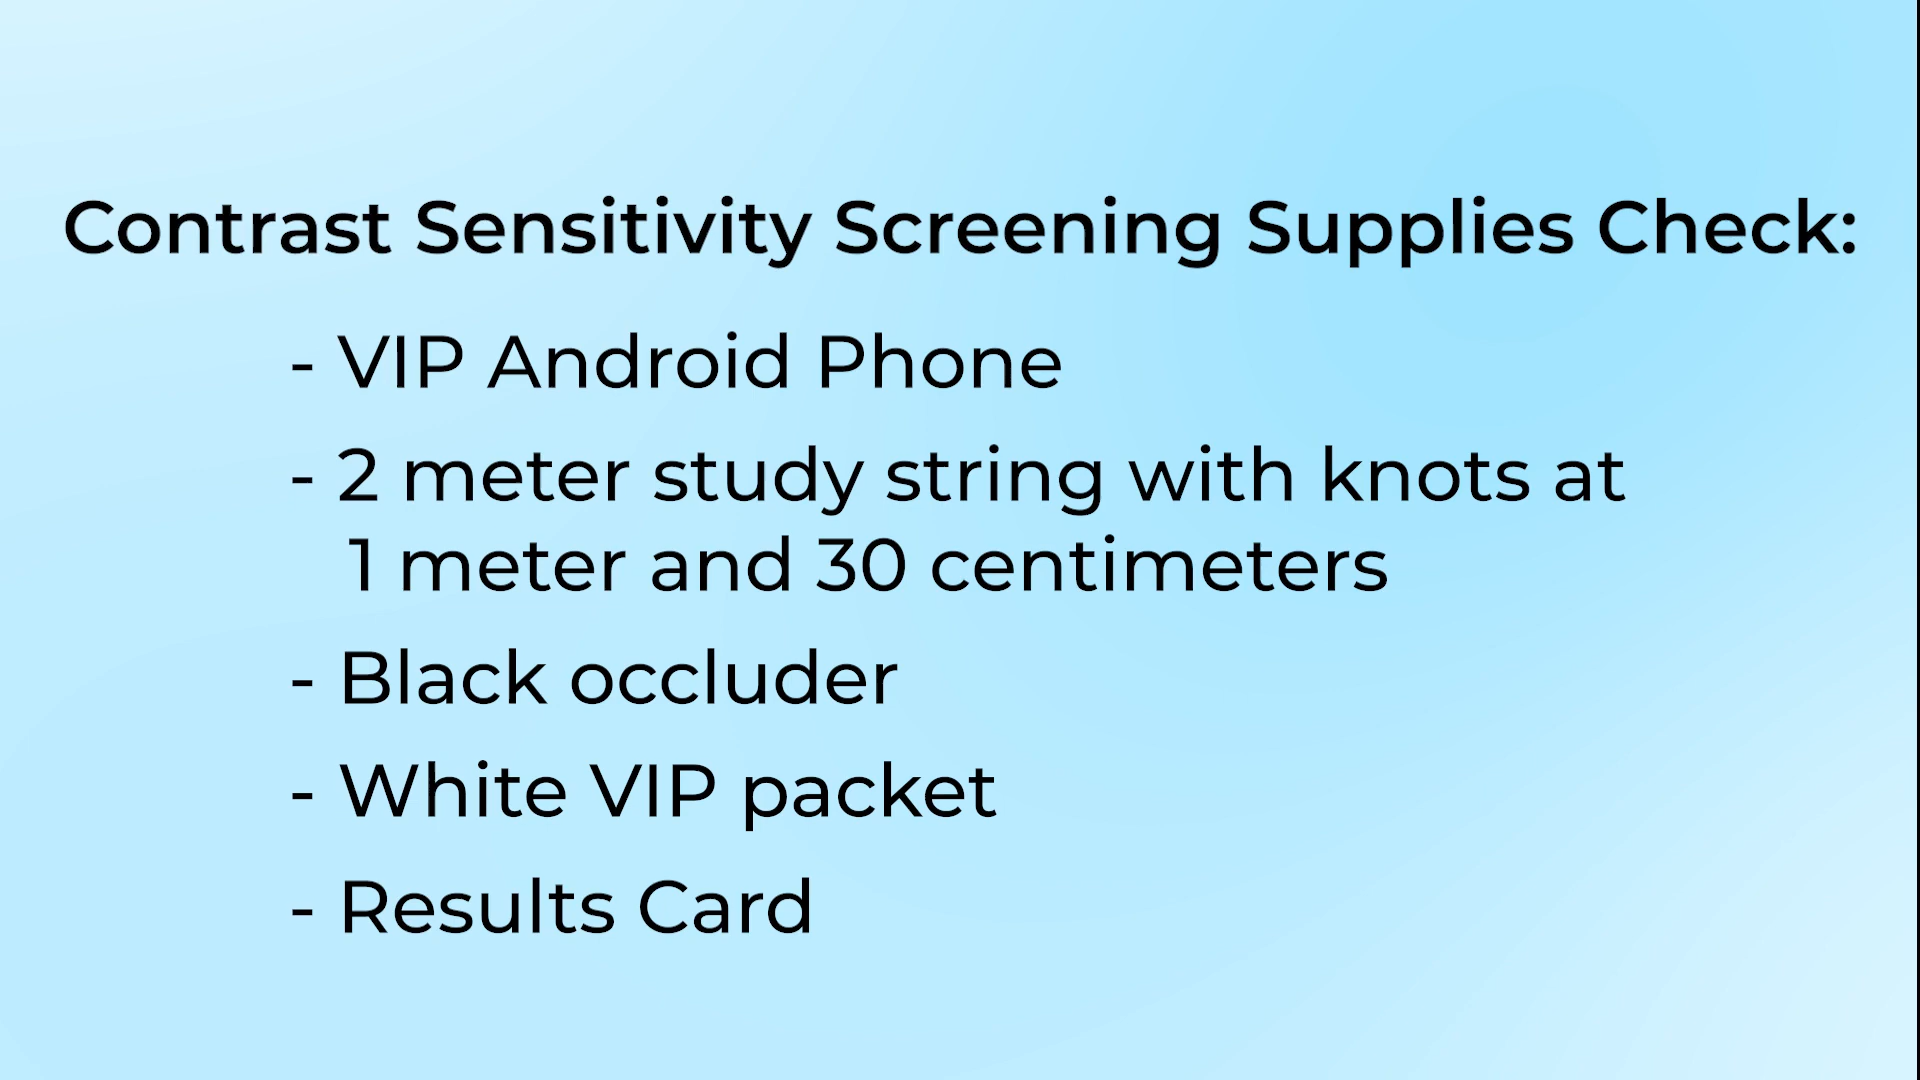 Contrast Sensitivity Screening Supplies Check:
- VIP Android Phone
- 2 meter study string with knots at
1 meter and 30 centimeters
- Black occluder
- White VIP packet
- Results Card